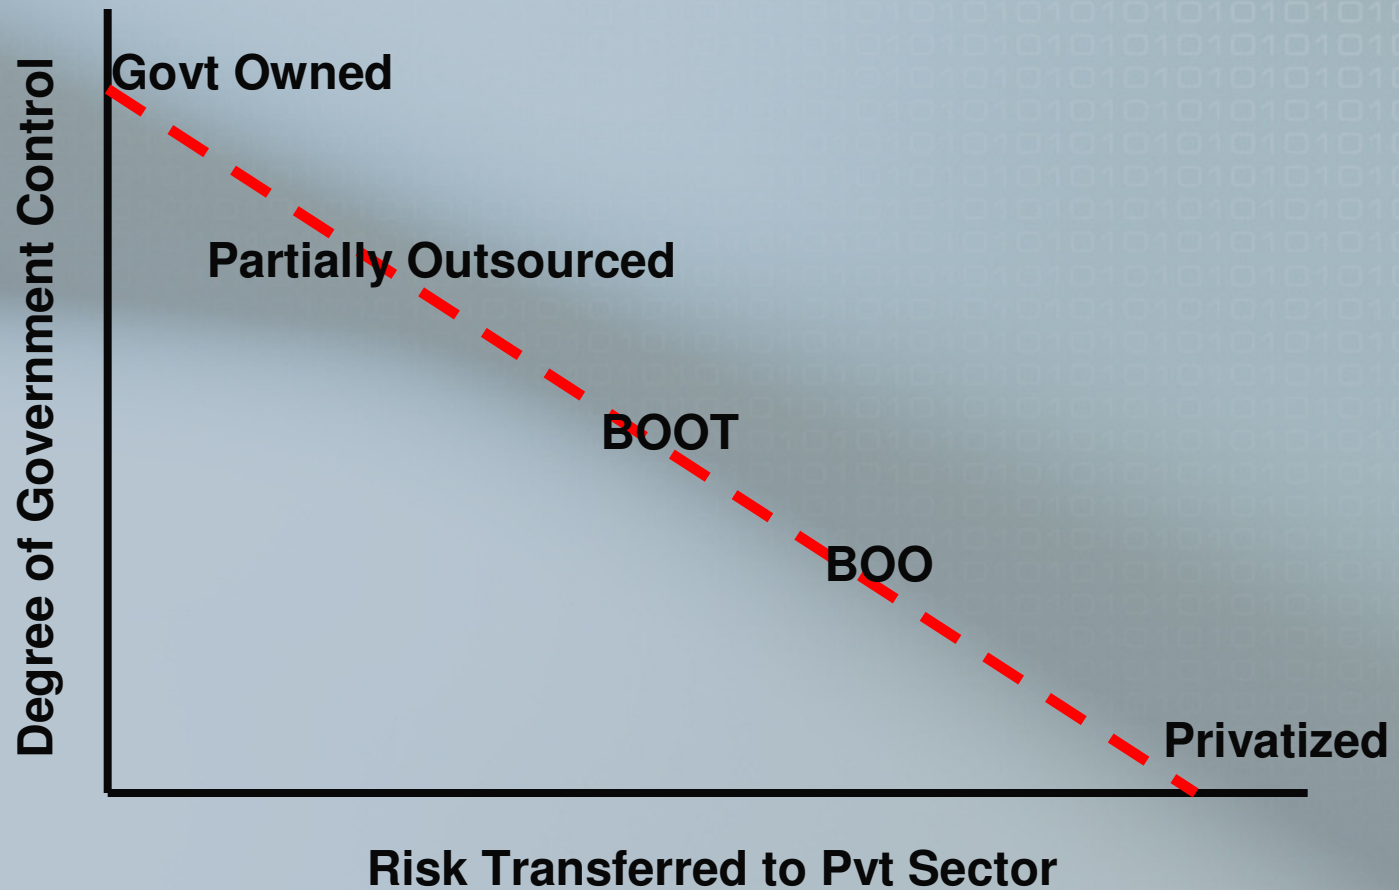 Govt Owned
Degree of Government Control
Partially Outsourced
BOOT
BOO
Privatized
Risk Transferred to Pvt Sector